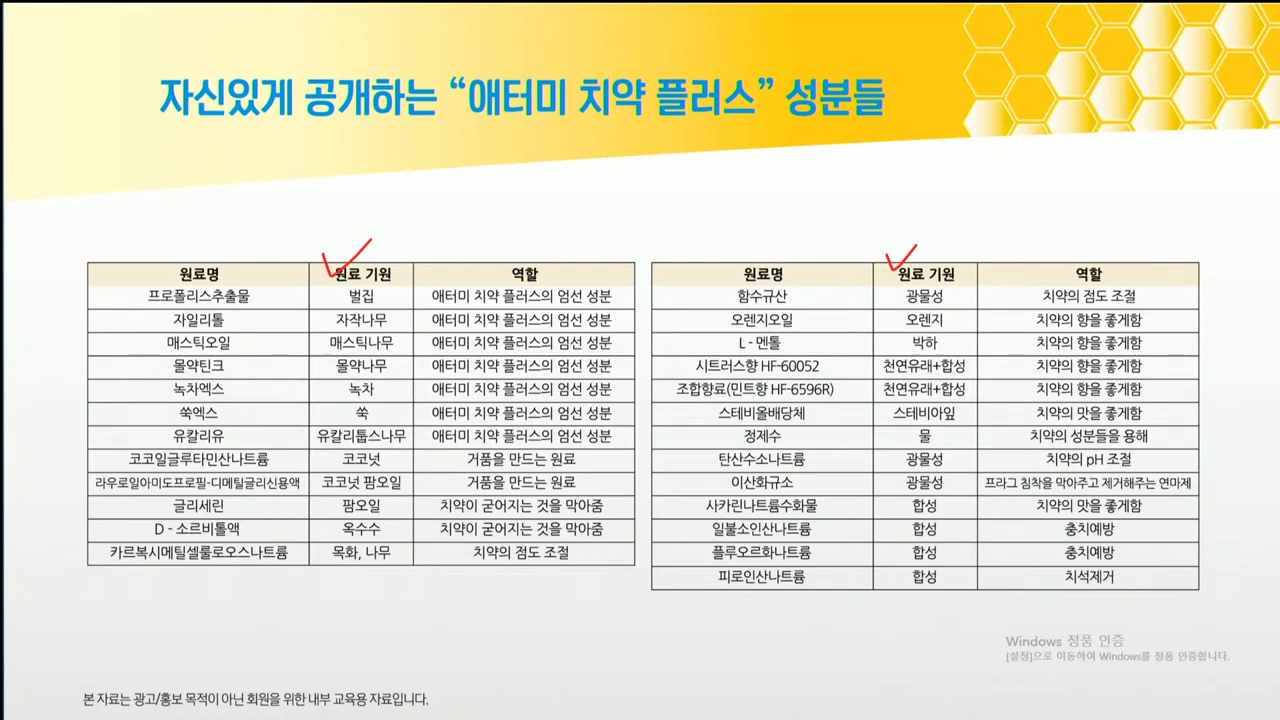 자신있게 공개하는 “애터미 치약 플러스” 성분들
원료명 원료 기원 역할
프로폴리스추출물 벌집 애터미 치약 플러스의 엄선 성분
자일리톨 자작나무 애터미 치약 플러스의 엄선 성분
매스틱오일 매스틱나무 애터미 치약 플러스의 엄선 성분
몰약틴크 몰약나무 애터미 치약 플러스의 엄선 성분
녹차엑스 녹차 애터미 치약 플러스의 엄선 성분
쑥엑스 쑥 애터미 치약 플러스의 엄선 성분
유칼리유 유칼리툽스나무 애터미 치약 플러스의 엄선 성분
코코일글루타민산나트륨 코코넛 거품을 만드는 원료
라우로일아미도프로필-디메틸글리신용액 코코넛 팜오일 거품을 만드는 원료
글리세린 팜오일 치약이 굳어지는 것을 막아줌
D - 소르비톨액 옥수수 치약이 굳어지는 것을 막아줌
카르복시메틸셀룰로오스나트륨 목화, 나무 치약의 점도 조절
원료명 원료 기원 역할
함수규산 광물성 치약의 점도 조절
오렌지오일 오렌지 치약의 향을 좋게함
L - 멘톨 박하 치약의 향을 좋게함
시트러스향 HF-60052 천연유래+합성 치약의 향을 좋게함
조합향료(민트향 HF-6596R) 천연유래+합성 치약의 향을 좋게함
스테비올배당체 스테비아잎 치약의 맛을 좋게함
정제수 물 치약의 성분들을 용해
탄산수소나트륨 광물성 치약의 pH 조절
이산화규소 광물성 프라그 침착을 막아주고 제거해주는 연마제
사카린나트륨수화물 합성 치약의 맛을 좋게함
일불소인산나트륨 합성 충치예방
플루오르화나트륨 합성 충치예방
피로인산나트륨 합성 치석제거
Windows 정품 인증
[설정]으로 이동하여 Windows를 정품 인증합니다.
본 자료는 광고/홍보 목적이 아닌 회원을 위한 내부 교육용 자료입니다.